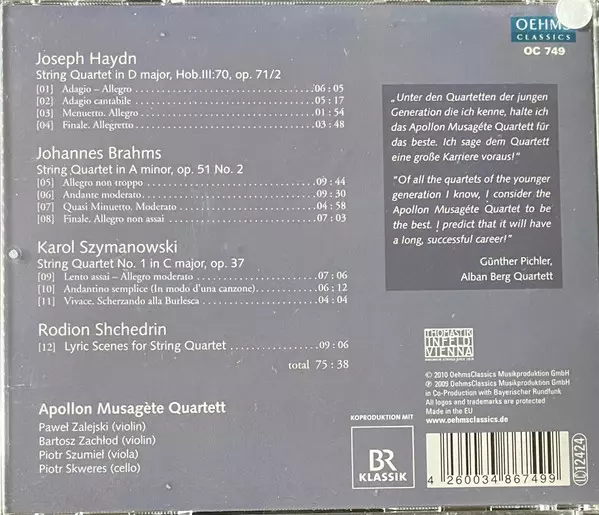 OEHMS
CLASSICS
OC 749
Joseph Haydn
String Quartet in D major, Hob.III:70, op. 71/2
[01] Adagio – Allegro 06 : 05
[02] Adagio cantabile 05 : 17
[03] Menuetto. Allegro 01 : 54
[04] Finale. Allegretto 03 : 48
Johannes Brahms
String Quartet in A minor, op. 51 No. 2
[05] Allegro non troppo 09 : 44
[06] Andante moderato 09 : 30
[07] Quasi Minuetto. Moderato 04 : 58
[08] Finale. Allegro non assai 07 : 03
Karol Szymanowski
String Quartet No. 1 in C major, op. 37
[09] Lento assai – Allegro moderato 07 : 06
[10] Andantino semplice (In modo d'una canzone) 06 : 12
[11] Vivace. Scherzando alla Burlesca 04 : 04
Rodion Shchedrin
[12] Lyric Scenes for String Quartet 09 : 06
total 75 : 38
Apollon Musagète Quartett
Paweł Zalejski (violin)
Bartosz Zachłod (violin)
Piotr Szumieł (viola)
Piotr Skweres (cello)
„Unter den Quartetten der jungen
Generation die ich kenne, halte ich
das Apollon Musagéte Quartett für
das beste. Ich sage dem Quartett
eine große Karriere voraus!“
“Of all the quartets of the younger
generation I know, I consider the
Apollon Musagéte Quartet to be
the best. I predict that it will have
a long, successful career!”
Günther Pichler,
Alban Berg Quartett
THOMASTIK
INFELD
VIENNA
© 2010 OehmsClassics Musikproduktion GmbH
℗ 2009 OehmsClassics Musikproduktion GmbH
in Co-Production with Bayerischer Rundfunk
All logos and trademarks are protected
Made in the EU
www.oehmsclassics.de
KOPRODUKTION MIT
BR
KLASSIK
4 260034 867499
LC 12424